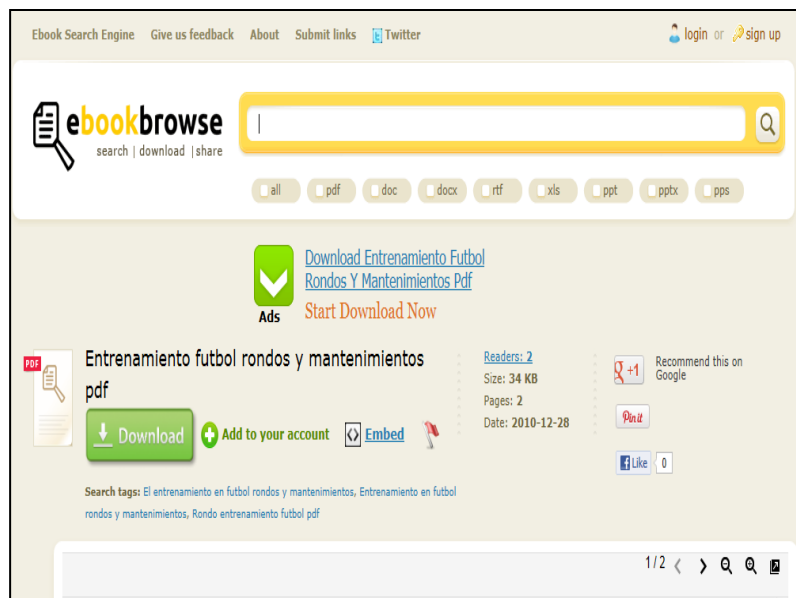 Ebook Search Engine Give us feedback About Submit links Twitter
login or sign up
ebookbrowse
search | download | share
all pdf doc docx rtf xls ppt pptx pps
Download Entrenamiento Futbol
Rondos Y Mantenimientos Pdf
Ads
Start Download Now
PDF
Entrenamiento futbol rondos y mantenimientos
pdf
Download
Add to your account
Embed
Search tags: El entrenamiento en futbol rondos y mantenimientos, Entrenamiento en futbol
rondos y mantenimientos, Rondo entrenamiento futbol pdf
Readers: 2
Size: 34 KB
Pages: 2
Date: 2010-12-28
g +1
Recommend this on
Google
Pin it
f Like 0
1 / 2